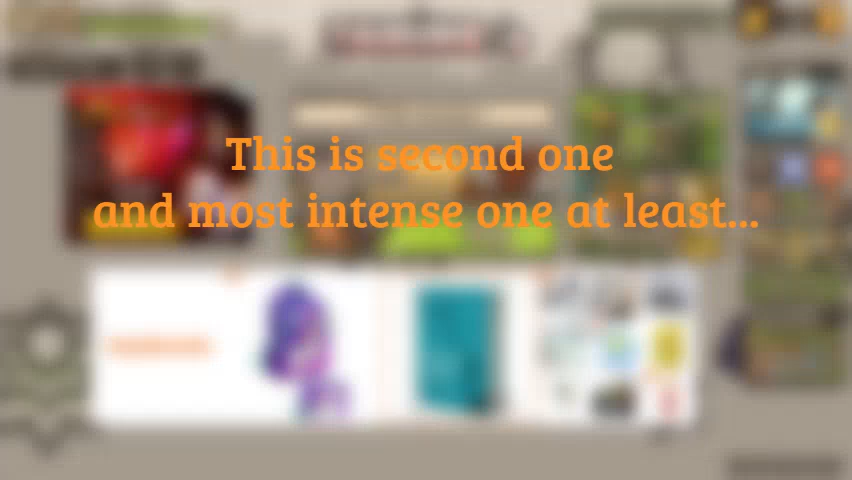 This is second one
and most intense one at least...